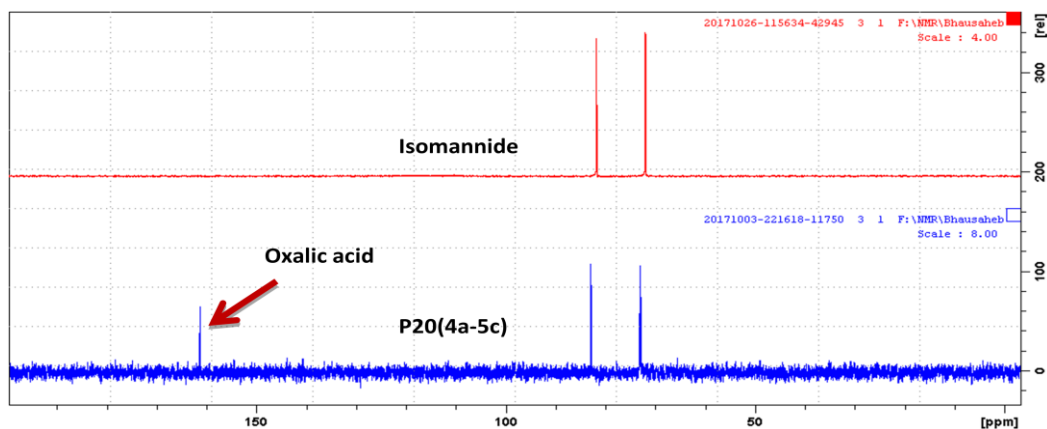 20171026-115634-42945 3 1 F:\NMR\Bhausaheb
Scale : 4.00
[rel]
300
Isomannide
200
20171003-221618-11750 3 1 F:\NMR\Bhausaheb
Scale : 8.00
Oxalic acid
100
P20(4a-5c)
0
150
100
50
[ppm]